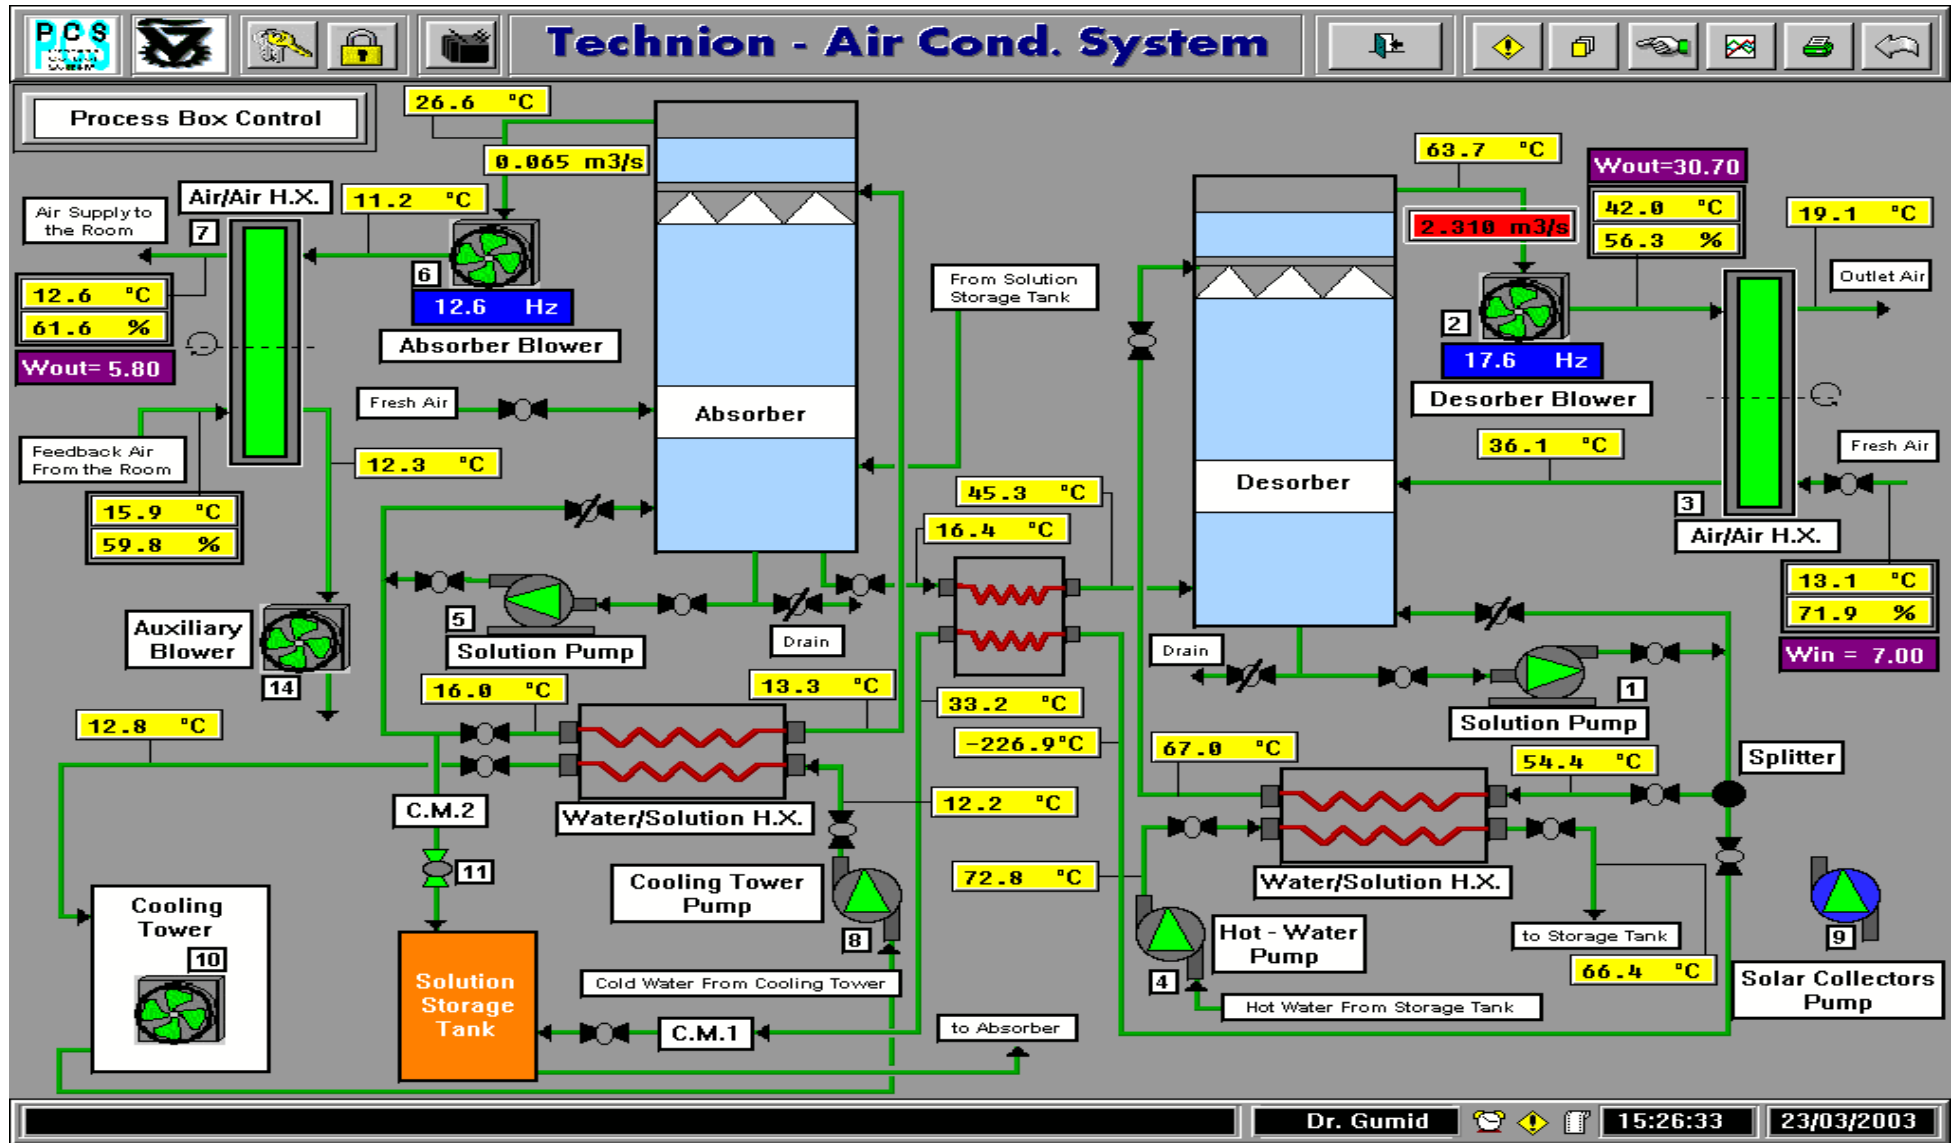 PCS
Technion - Air Cond. System
Process Box Control
26.6 °C
0.065 m3/s
63.7 °C
Wout=30.70
42.0 °C
56.3 %
2.310 m3/s
19.1 °C
Air/Air H.X.
11.2 °C
Air Supply to
the Room
7
6
12.6 Hz
Absorber Blower
12.6 °C
61.6 %
Wout= 5.80
From Solution
Storage Tank
Outlet Air
2
17.6 Hz
Desorber Blower
Fresh Air
Absorber
Feedback Air
From the Room
12.3 °C
15.9 °C
59.8 %
36.1 °C
Fresh Air
Desorber
45.3 °C
16.4 °C
3
Air/Air H.X.
13.1 °C
71.9 %
Win = 7.00
Auxiliary
Blower
14
5
Solution Pump
Drain
Drain
1
Solution Pump
16.0 °C
13.3 °C
33.2 °C
-226.9°C
12.8 °C
67.0 °C
54.4 °C
Splitter
C.M.2
Water/Solution H.X.
12.2 °C
11
Cooling Tower
Pump
8
72.8 °C
Water/Solution H.X.
Cooling
Tower
10
Hot - Water
Pump
4
to Storage Tank
66.4 °C
9
Solar Collectors
Pump
Solution
Storage
Tank
Cold Water From Cooling Tower
Hot Water From Storage Tank
C.M.1
to Absorber
Dr. Gumid
15:26:33
23/03/2003